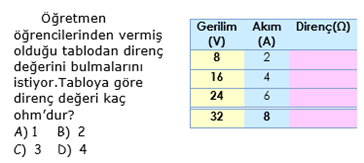 Öğretmen
öğrencilerinden vermiş
olduğu tablodan direnç
değerini bulmalarını
istiyor.Tabloya göre
direnç değeri kaç
ohm’dur?
A) 1 B) 2
C) 3 D) 4
Gerilim Akım Direnç(Ω)
(V) (A)
8 2
16 4
24 6
32 8